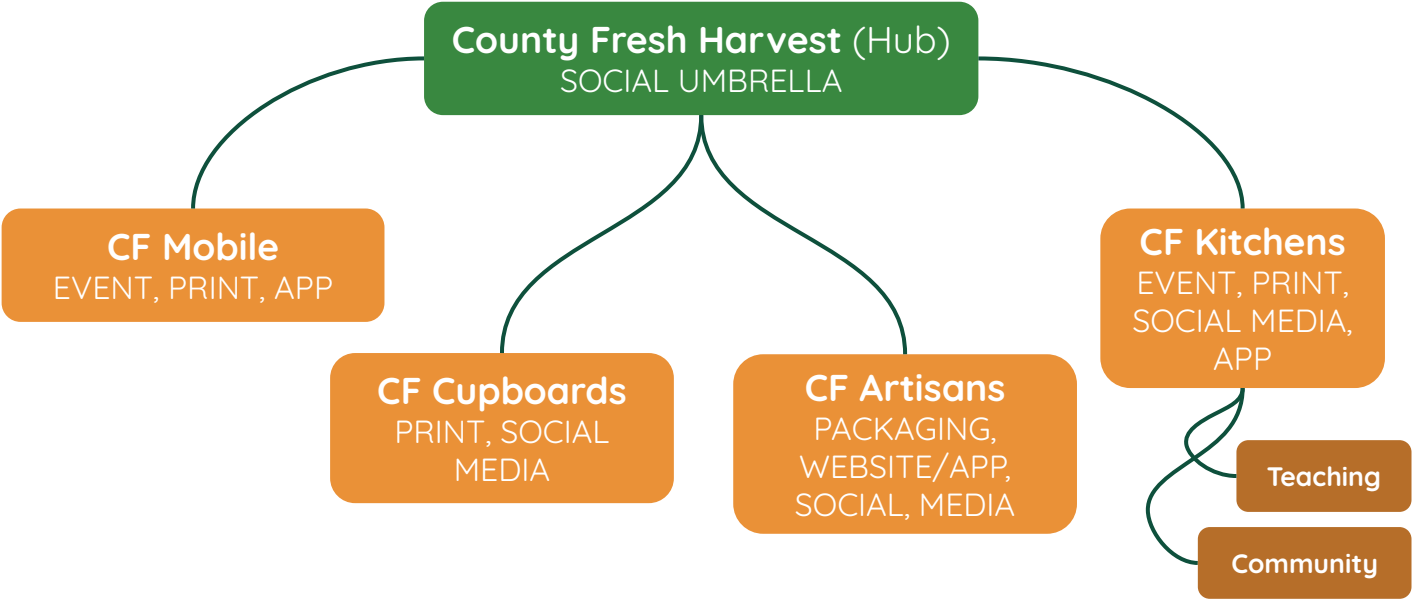 County Fresh Harvest (Hub)
SOCIAL UMBRELLA
CF Mobile
EVENT, PRINT, APP
CF Cupboards
PRINT, SOCIAL
MEDIA
CF Artisans
PACKAGING,
WEBSITE/APP,
SOCIAL, MEDIA
CF Kitchens
EVENT, PRINT,
SOCIAL MEDIA,
APP
Teaching
Community